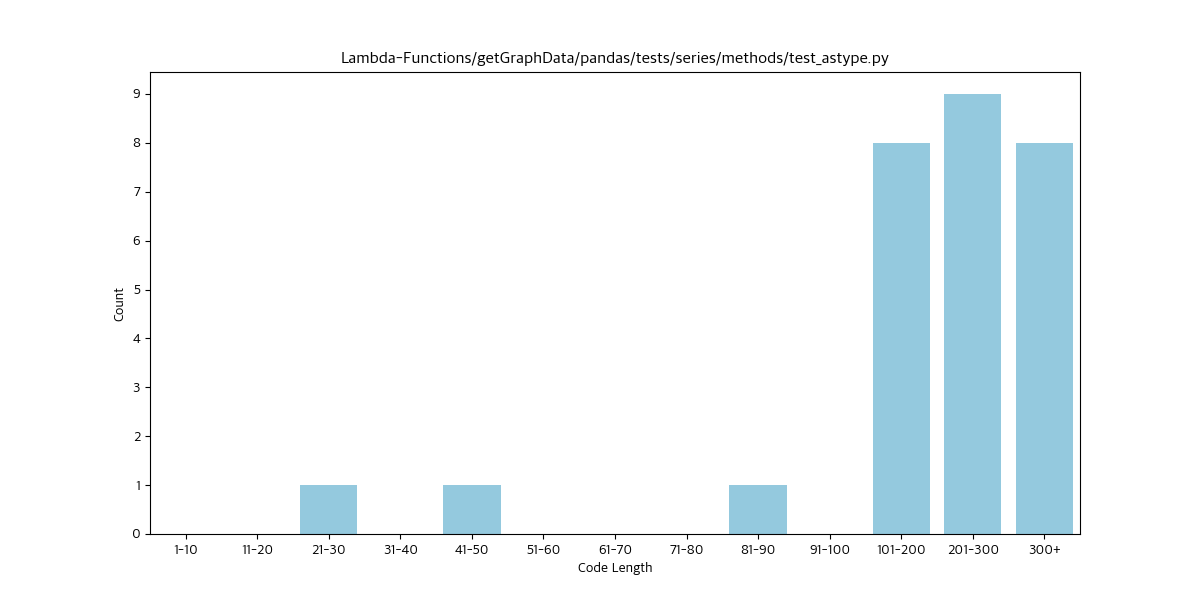 Lambda-Functions/getGraphData/pandas/tests/series/methods/test_astype.py
9
8
7
6
5
4
3
2
1
0
Count
1-10 11-20 21-30 31-40 41-50 51-60 61-70 71-80 81-90 91-100 101-200 201-300 300+
Code Length